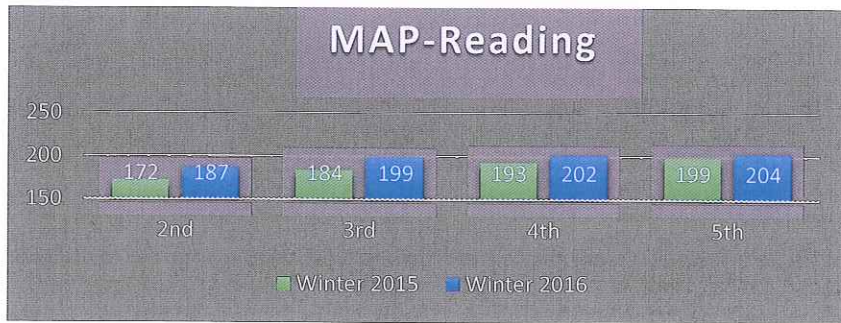 MAP-Reading
250
200
150
172 187 184 199 193 202 199 204
2nd 3rd 4th 5th
Winter 2015 Winter 2016